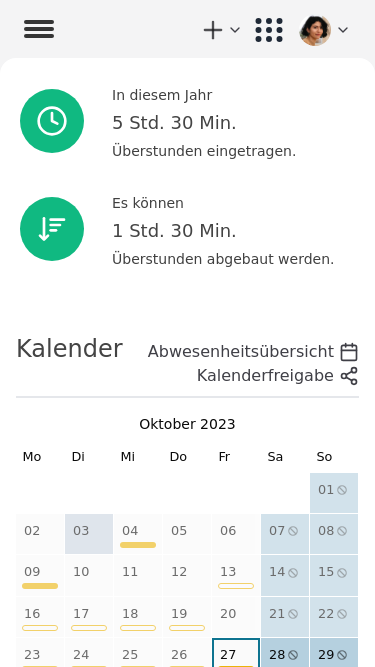 In diesem Jahr
5 Std. 30 Min.
Überstunden eingetragen.
Es können
1 Std. 30 Min.
Überstunden abgebaut werden.
Kalender
Abwesenheitsübersicht
Kalenderfreigabe
Oktober 2023
Mo Di Mi Do Fr Sa So
01
02 03 04 05 06 07 08
09 10 11 12 13 14 15
16 17 18 19 20 21 22
23 24 25 26 27 28 29